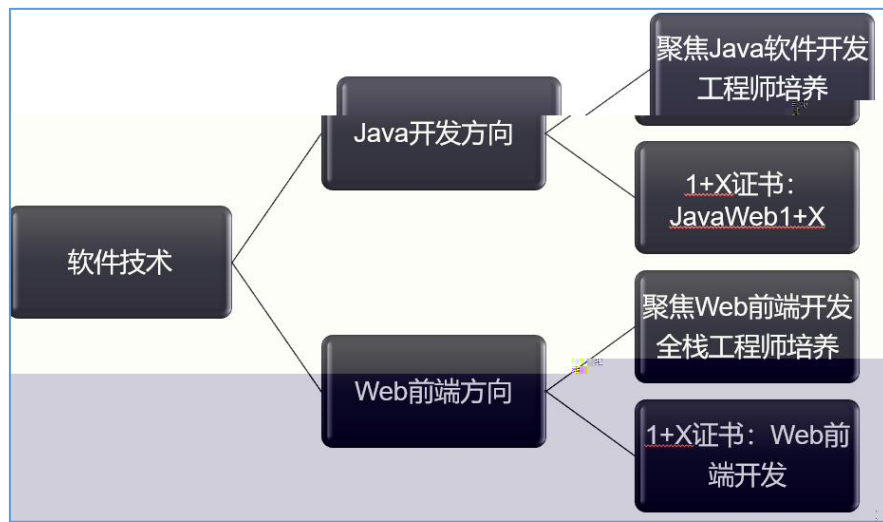 软件技术
Java开发方向
聚焦Java软件开发
工程师培养
1+X证书：
JavaWeb1+X
Web前端方向
聚焦Web前端开发
全栈工程师培养
1+X证书：Web前
端开发